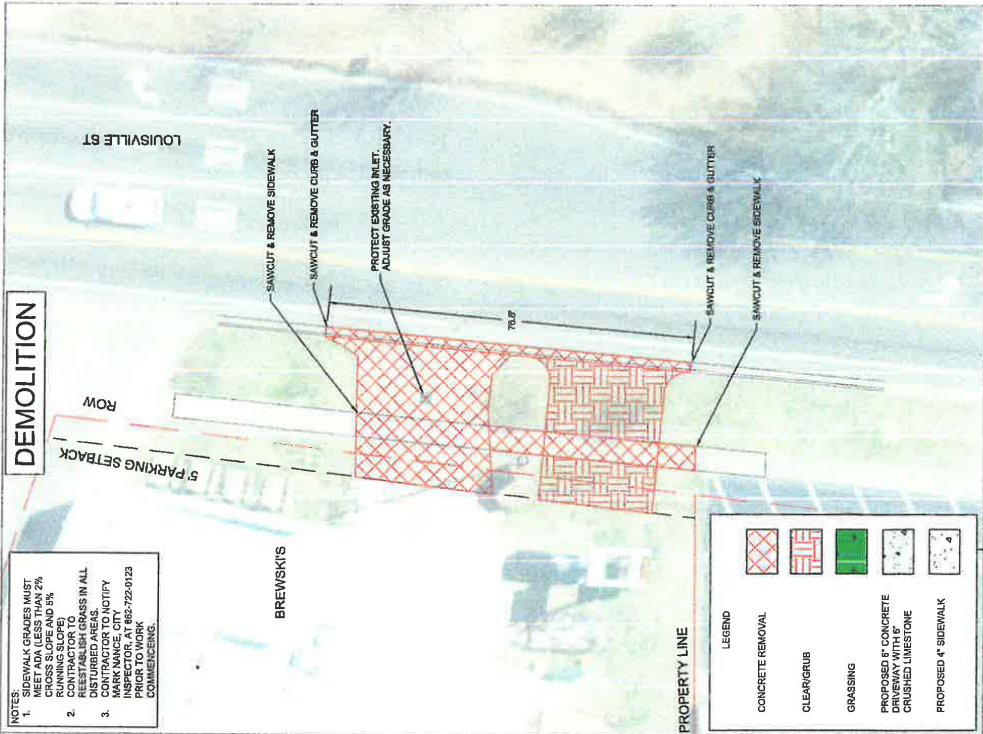 DEMOLITION
NOTES:
1. SIDEWALK GRADES MUST
MEET ADA (LESS THAN 2%
CROSS SLOPE AND 5%
RUNNING SLOPE)
2. CONTRACTOR TO
REESTABLISH GRASS IN ALL
DISTURBED AREAS.
3. CONTRACTOR TO NOTIFY
MARK NANCE, CITY
INSPECTOR, AT 662-722-0123
PRIOR TO WORK
COMMENCING.
5' PARKING SETBACK
ROW
LOUISVILLE ST
BREWSKI'S
SAWCUT & REMOVE SIDEWALK
SAWCUT & REMOVE CURB & GUTTER
PROTECT EXISTING INLET.
ADJUST GRADE AS NECESSARY.
SAWCUT & REMOVE CURB & GUTTER
SAWCUT & REMOVE SIDEWALK
PROPERTY LINE
LEGEND
CONCRETE REMOVAL
CLEAR/GRUB
GRASSING
PROPOSED 6" CONCRETE
DRIVEWAY WITH 6"
CRUSHED LIMESTONE
PROPOSED 4" SIDEWALK